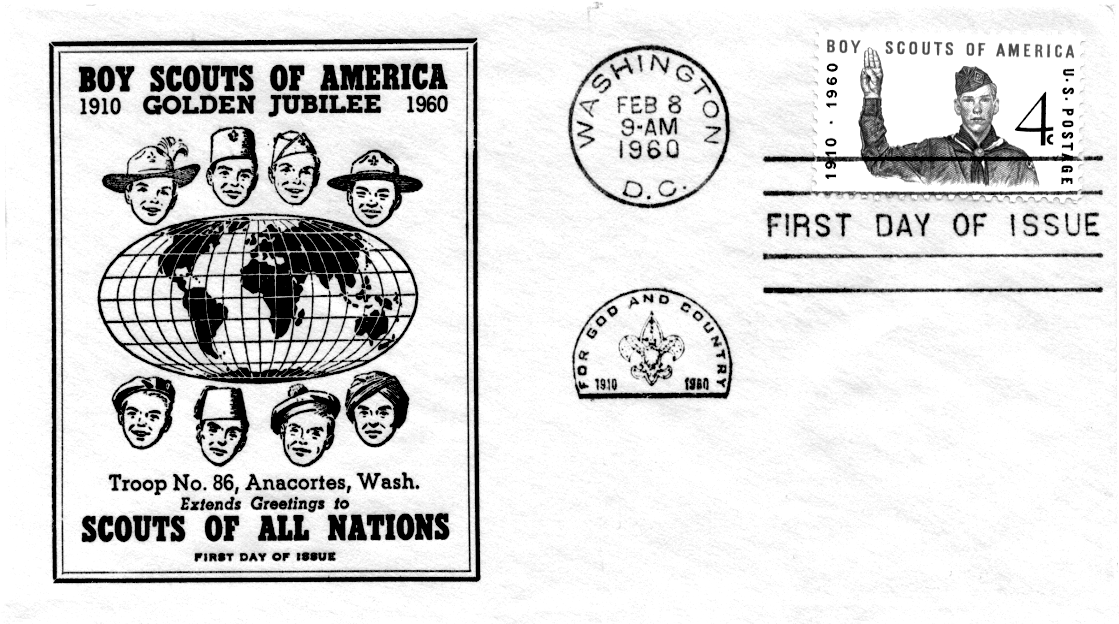 BOY SCOUTS OF AMERICA
1910 GOLDEN JUBILEE 1960
Troop No. 86, Anacortes, Wash.
Extends Greetings to
SCOUTS OF ALL NATIONS
FIRST DAY OF ISSUE
WASHINGTON
FEB 8
9-AM
1960
D.C.
FOR GOD AND COUNTRY
1910 1960
BOY SCOUTS OF AMERICA
1910 · 1960
4c
U·S·POSTAGE
FIRST DAY OF ISSUE